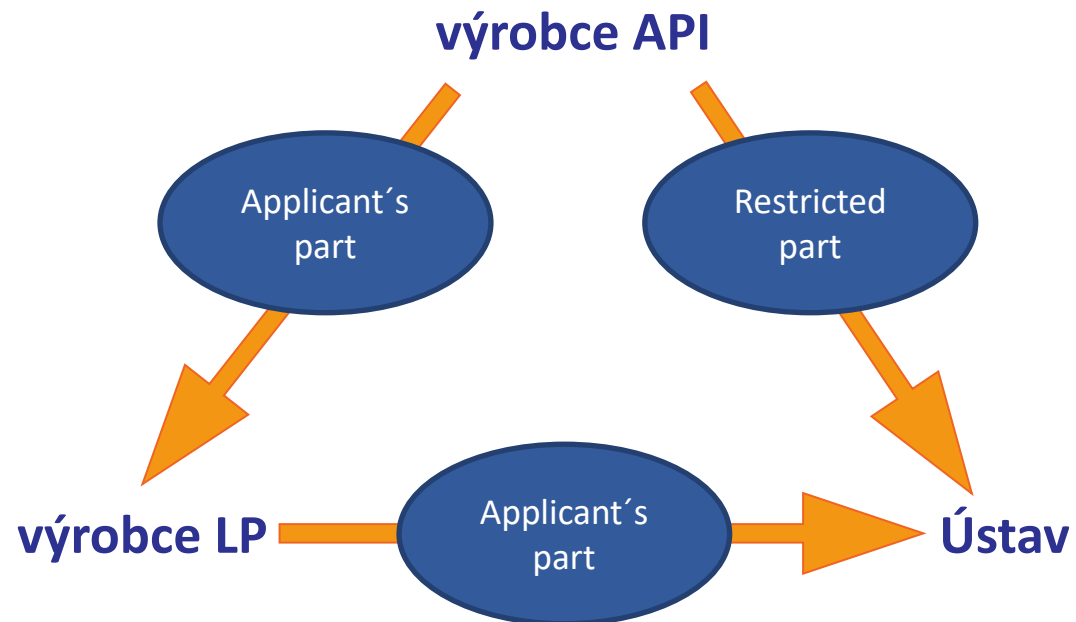 výrobce API
Applicant´s
part
Restricted
part
výrobce LP
Applicant´s
part
Ústav